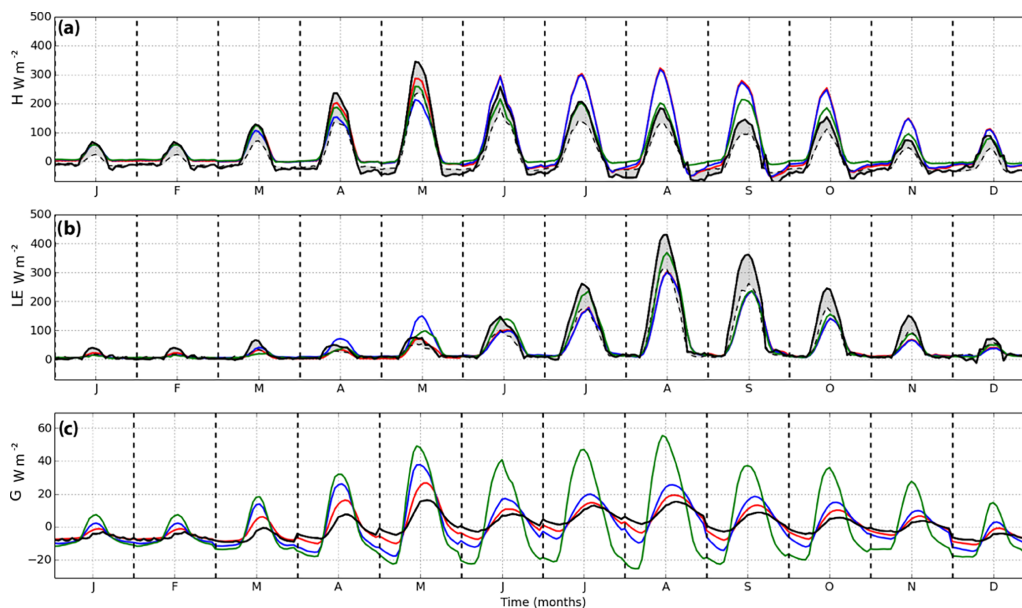 (a)
H W m⁻²
500
400
300
200
100
0
J F M A M J J A S O N D
(b)
LE W m⁻²
500
400
300
200
100
0
J F M A M J J A S O N D
(c)
G W m⁻²
60
40
20
0
−20
J F M A M J J A S O N D
Time (months)